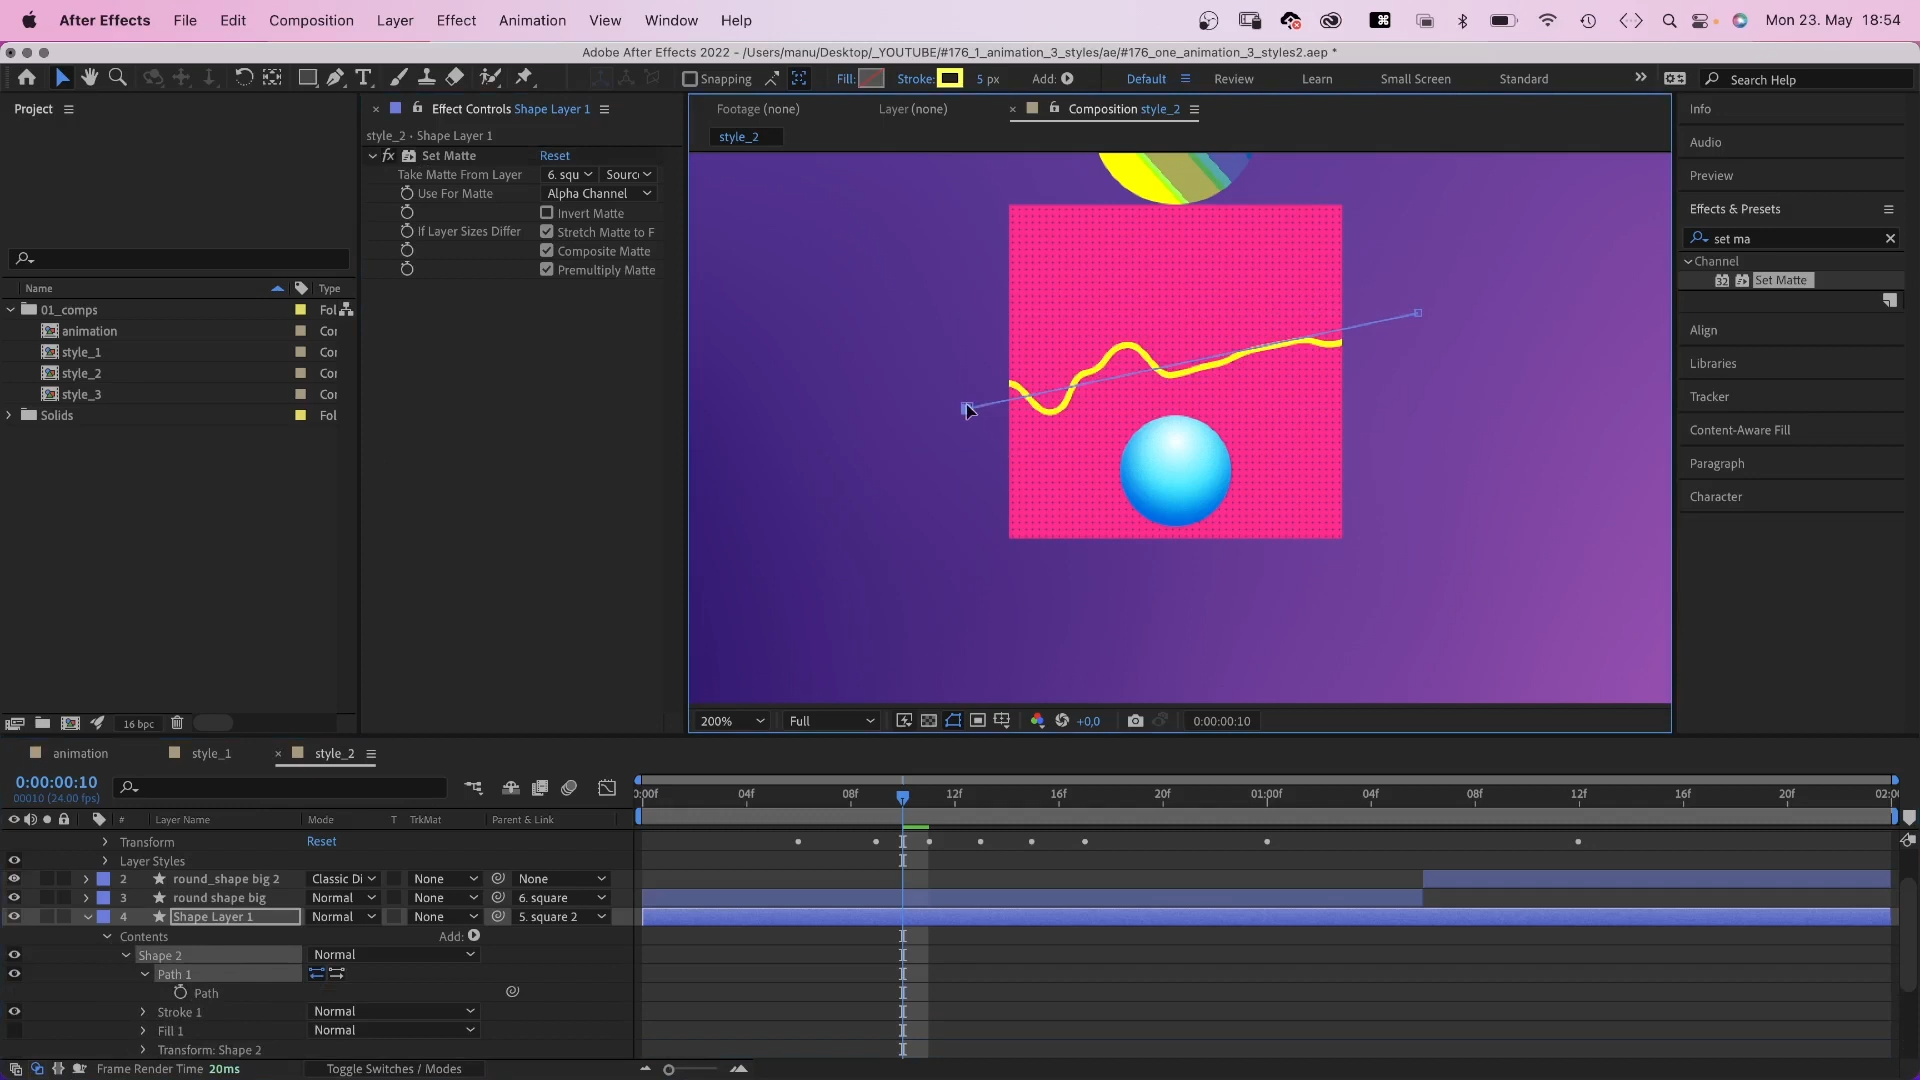 After Effects File Edit Composition Layer Effect Animation View Window Help Mon 23. May 18:54
Adobe After Effects 2022 - /Users/manu/Desktop/_YOUTUBE/#176_1_animation_3_styles/ae/#176_one_animation_3_styles2.aep *
Snapping Fill: Stroke: 5 px Add: Default Review Learn Small Screen Standard Search Help
Project Effect Controls Shape Layer 1 Footage (none) Layer (none) Composition style_2 Info
style_2 • Shape Layer 1 style_2
Audio
fx Set Matte Reset
Take Matte From Layer 6. squ Sourc
Preview
Use For Matte Alpha Channel
Invert Matte Effects & Presets
If Layer Sizes Differ Stretch Matte to F
set ma
Composite Matte
Channel
Premultiply Matte
32 Set Matte
Name Type
01_comps Fol
animation Cor
Align
style_1 Cor
Libraries
style_2 Cor
style_3 Cor
Tracker
Solids Fol
Content-Aware Fill
Paragraph
Character
16 bpc 200% Full +0,0 0:00:00:10
animation style_1 style_2
0:00:00:10
00010 (24.00 fps)
0:00f 04f 08f 12f 16f 20f 01:00f 04f 08f 12f 16f 20f 02:00
# Layer Name Mode T TrkMat Parent & Link
Transform Reset
Layer Styles
2 round_shape big 2 Classic Di None None
3 round shape big Normal None 6. square
4 Shape Layer 1 Normal None 5. square 2
Contents Add:
Shape 2 Normal
Path 1
Path
Stroke 1 Normal
Fill 1 Normal
Transform: Shape 2
Frame Render Time 20ms Toggle Switches / Modes